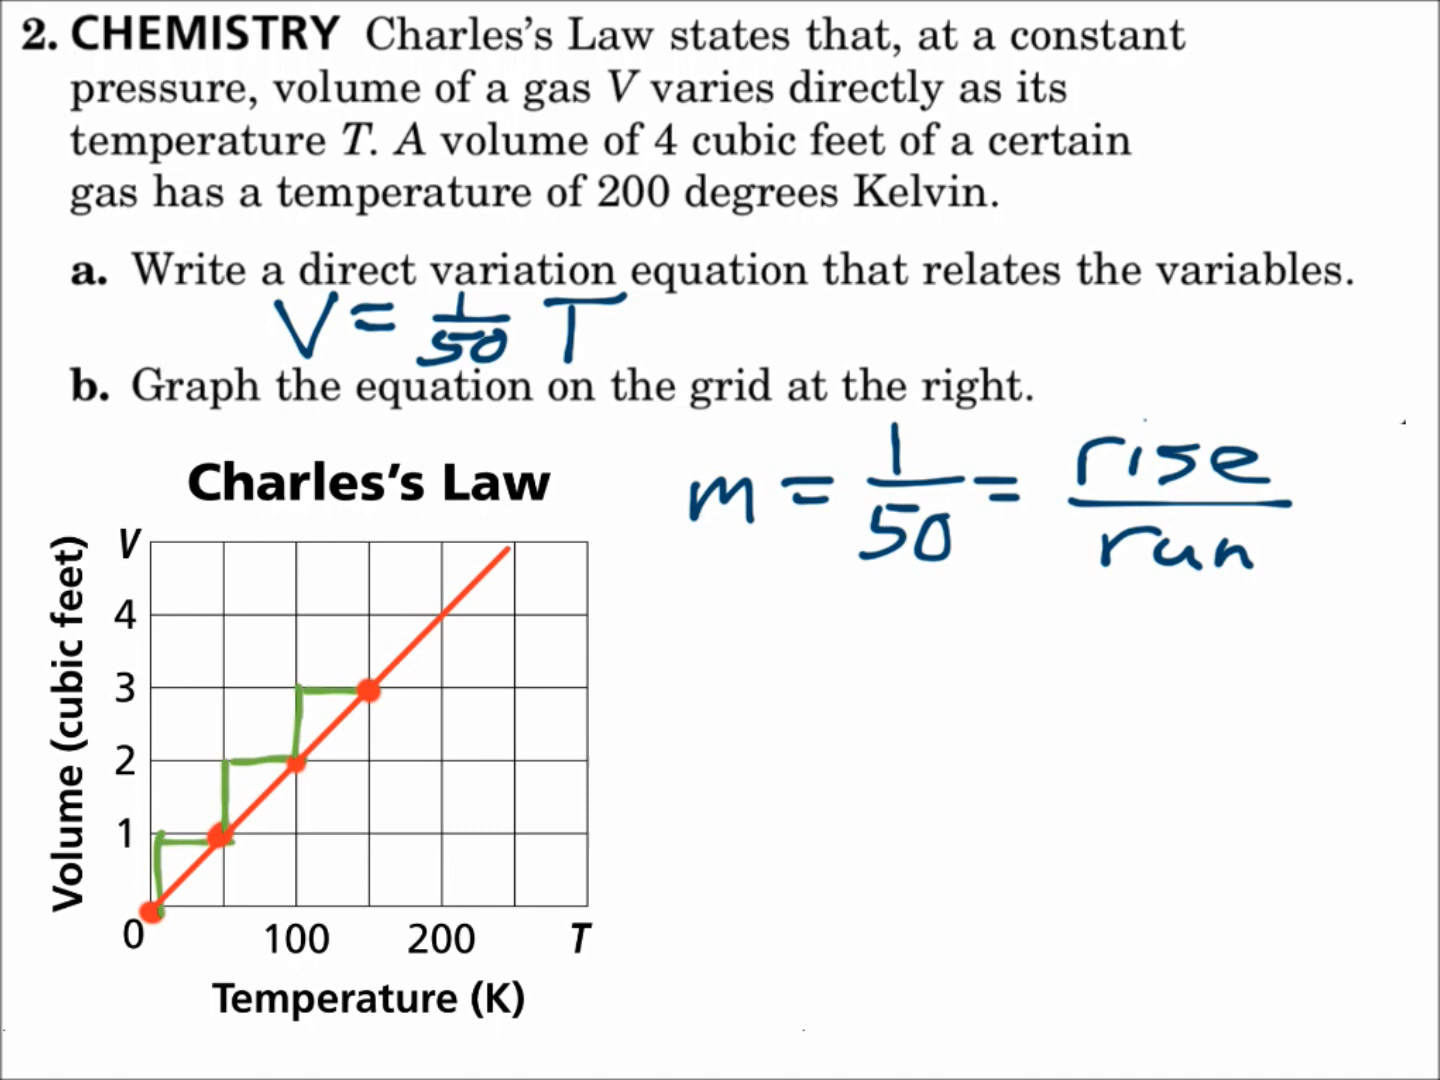 2. CHEMISTRY Charles's Law states that, at a constant
pressure, volume of a gas V varies directly as its
temperature T. A volume of 4 cubic feet of a certain
gas has a temperature of 200 degrees Kelvin.
a. Write a direct variation equation that relates the variables.
V = 1/50 T
b. Graph the equation on the grid at the right.
m = 1/50 = rise/run
Charles's Law
V
4
3
2
1
0
100
200
T
Volume (cubic feet)
Temperature (K)